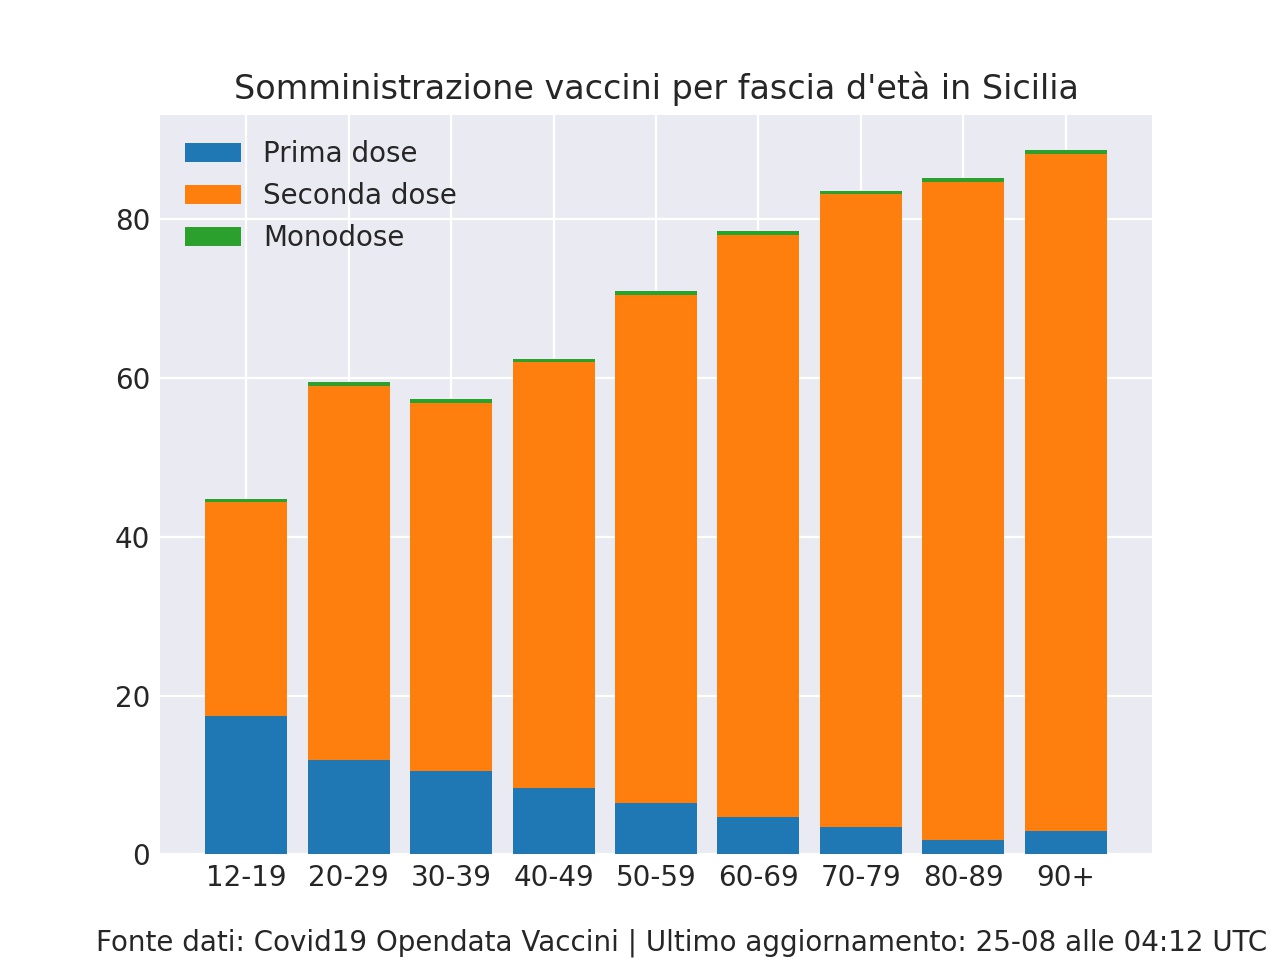 Somministrazione vaccini per fascia d'età in Sicilia
Prima dose
Seconda dose
Monodose
80
60
40
20
0
12-19 20-29 30-39 40-49 50-59 60-69 70-79 80-89 90+
Fonte dati: Covid19 Opendata Vaccini | Ultimo aggiornamento: 25-08 alle 04:12 UTC